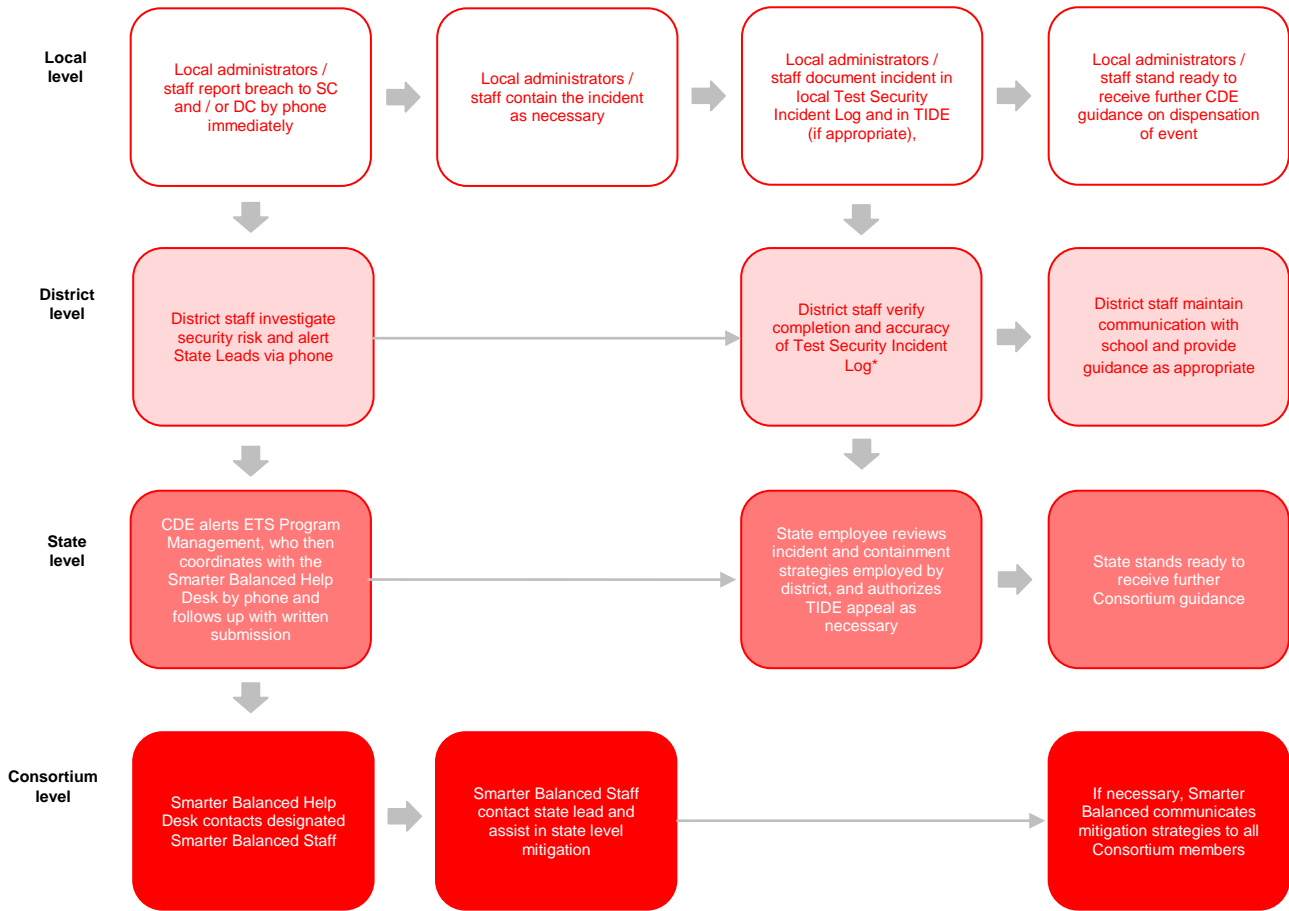 Local
level
Local administrators /
staff report breach to SC
and / or DC by phone
immediately
Local administrators /
staff contain the incident
as necessary
Local administrators /
staff document incident in
local Test Security
Incident Log and in TIDE
(if appropriate),
Local administrators /
staff stand ready to
receive further CDE
guidance on dispensation
of event
District
level
District staff investigate
security risk and alert
State Leads via phone
District staff verify
completion and accuracy
of Test Security Incident
Log*
District staff maintain
communication with
school and provide
guidance as appropriate
State
level
CDE alerts ETS Program
Management, who then
coordinates with the
Smarter Balanced Help
Desk by phone and
follows up with written
submission
State employee reviews
incident and containment
strategies employed by
district, and authorizes
TIDE appeal as
necessary
State stands ready to
receive further
Consortium guidance
Consortium
level
Smarter Balanced Help
Desk contacts designated
Smarter Balanced Staff
Smarter Balanced Staff
contact state lead and
assist in state level
mitigation
If necessary, Smarter
Balanced communicates
mitigation strategies to all
Consortium members